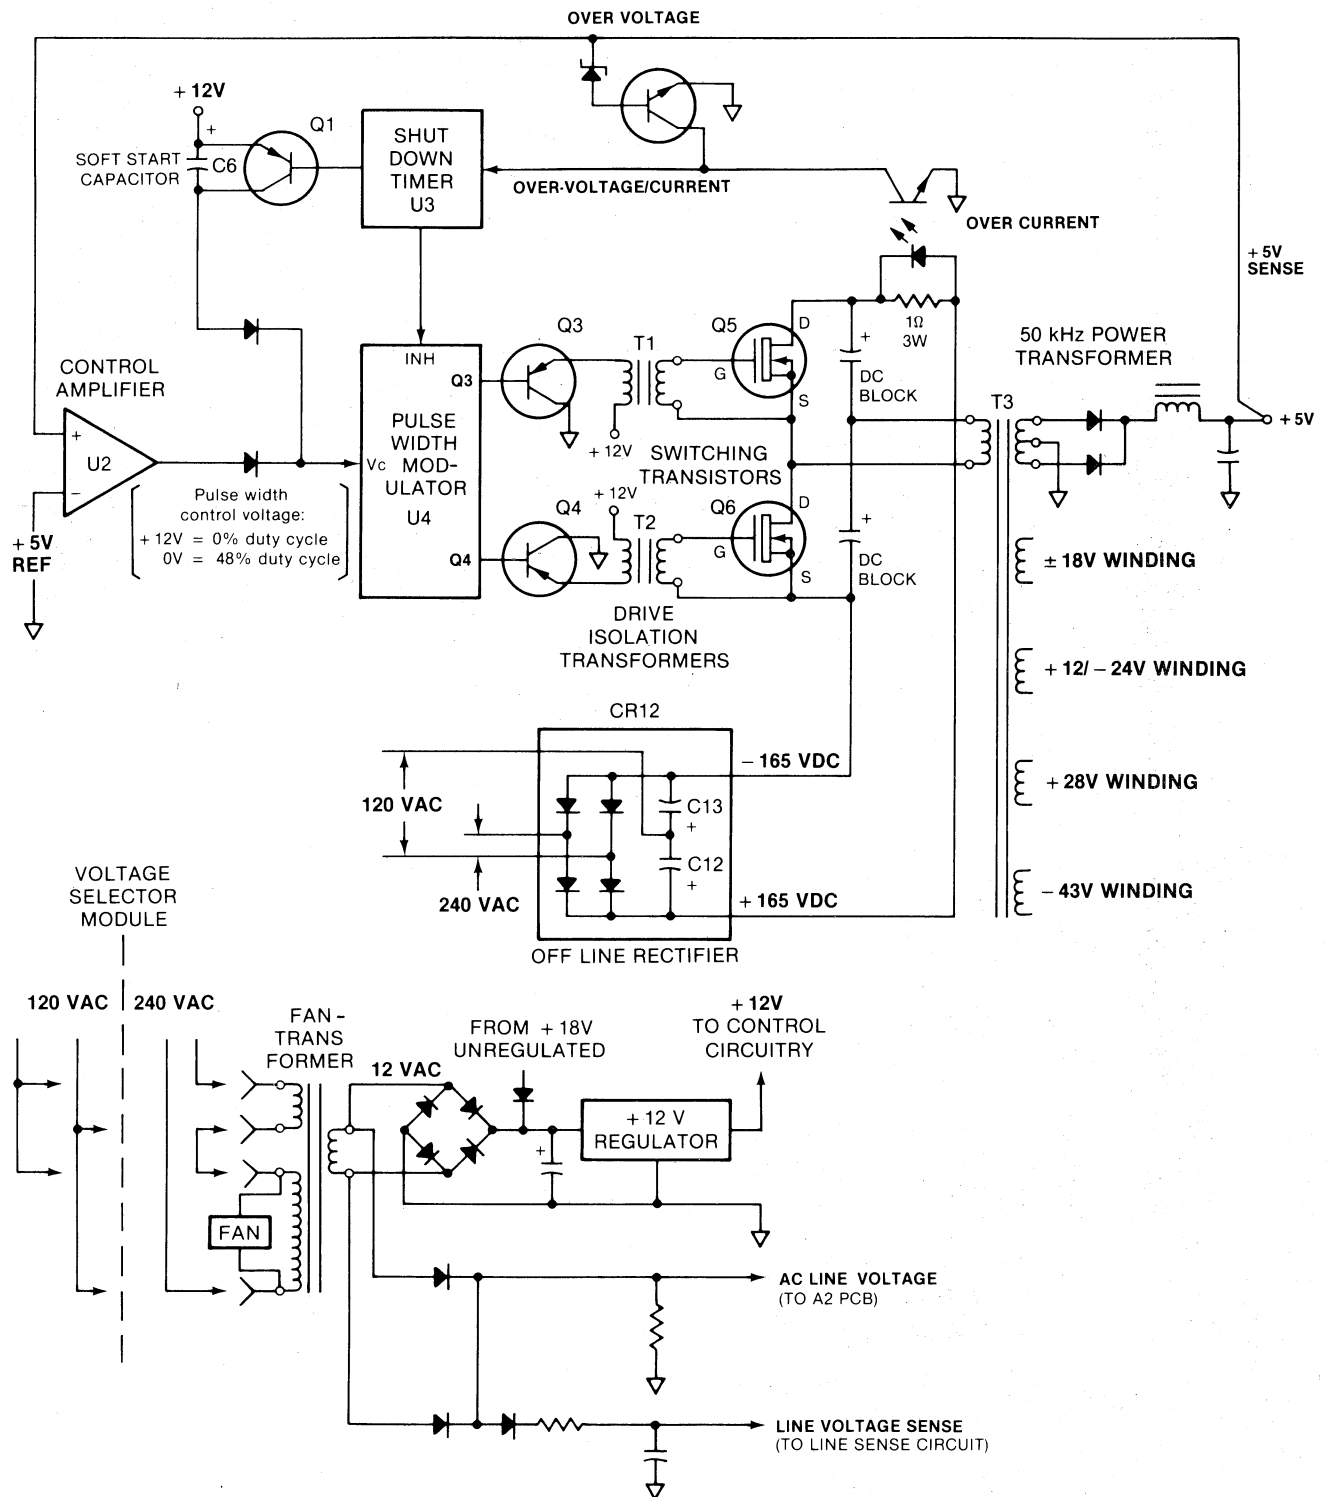 OVER VOLTAGE
+ 12V
+
Q1
SOFT START
CAPACITOR
C6
SHUT
DOWN
TIMER
U3
OVER-VOLTAGE/CURRENT
OVER CURRENT
+ 5V
SENSE
1Ω
3W
50 kHz POWER
TRANSFORMER
CONTROL
AMPLIFIER
+
U2
−
+ 5V
REF
Pulse width
control voltage:
+ 12V = 0% duty cycle
0V = 48% duty cycle
INH
Q3
PULSE
WIDTH
MOD-
ULATOR
U4
Vc
Q4
Q3
T1
+ 12V
Q5
D
G
S
+
DC
BLOCK
T3
+ 5V
SWITCHING
TRANSISTORS
Q4
+ 12V
T2
Q6
D
G
S
+
DC
BLOCK
DRIVE
ISOLATION
TRANSFORMERS
± 18V WINDING
+ 12/ − 24V WINDING
+ 28V WINDING
− 43V WINDING
CR12
− 165 VDC
120 VAC
C13
+
C12
+
240 VAC
+ 165 VDC
OFF LINE RECTIFIER
VOLTAGE
SELECTOR
MODULE
120 VAC
240 VAC
FAN -
TRANS
FORMER
12 VAC
FROM + 18V
UNREGULATED
+ 12V
TO CONTROL
CIRCUITRY
+ 12 V
REGULATOR
+
FAN
AC LINE VOLTAGE
(TO A2 PCB)
LINE VOLTAGE SENSE
(TO LINE SENSE CIRCUIT)